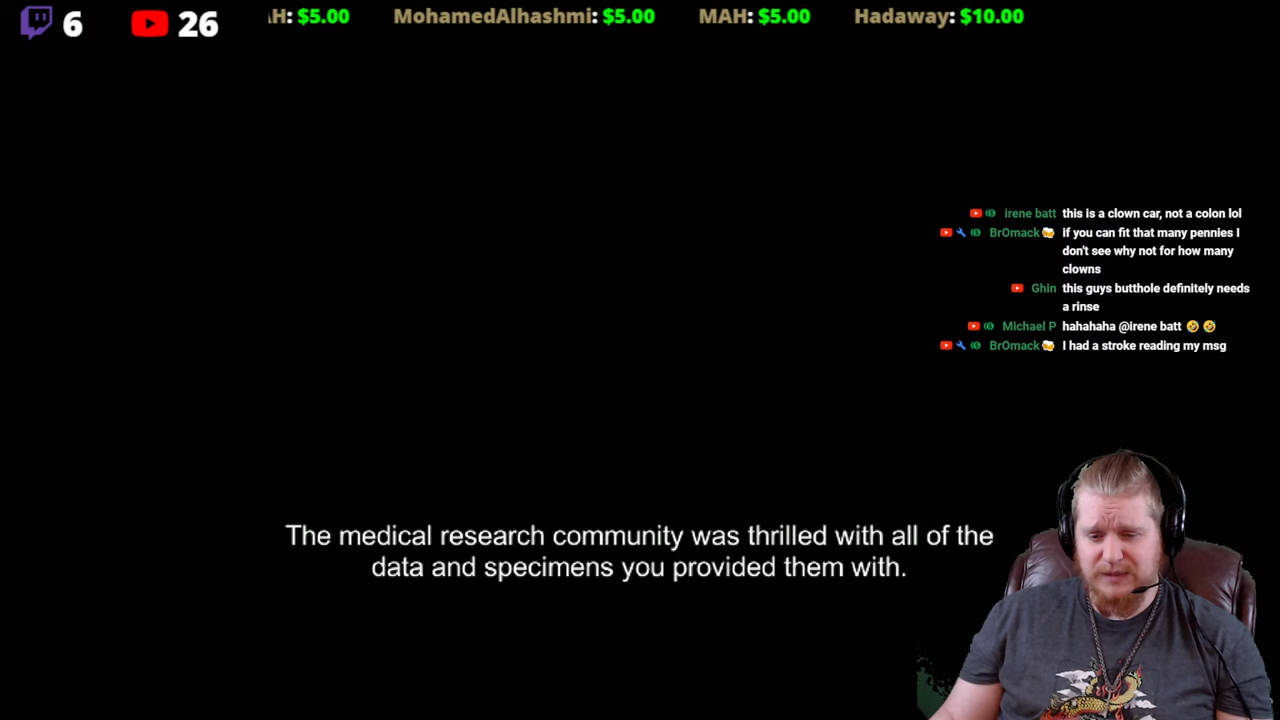 6 26 H: $5.00 MohamedAlhashmi: $5.00 MAH: $5.00 Hadaway: $10.00
irene batt this is a clown car, not a colon lol
BrOmack🍻 if you can fit that many pennies I
don't see why not for how many
clowns
Ghin this guys butthole definitely needs
a rinse
Michael P hahahaha @irene batt 🤣 🤣
BrOmack🍻 I had a stroke reading my msg
The medical research community was thrilled with all of the
data and specimens you provided them with.